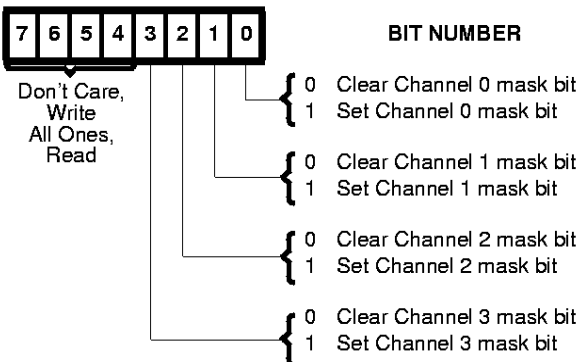 7 6 5 4 3 2 1 0
BIT NUMBER
Don't Care,
Write
All Ones,
Read
0 Clear Channel 0 mask bit
1 Set Channel 0 mask bit
0 Clear Channel 1 mask bit
1 Set Channel 1 mask bit
0 Clear Channel 2 mask bit
1 Set Channel 2 mask bit
0 Clear Channel 3 mask bit
1 Set Channel 3 mask bit